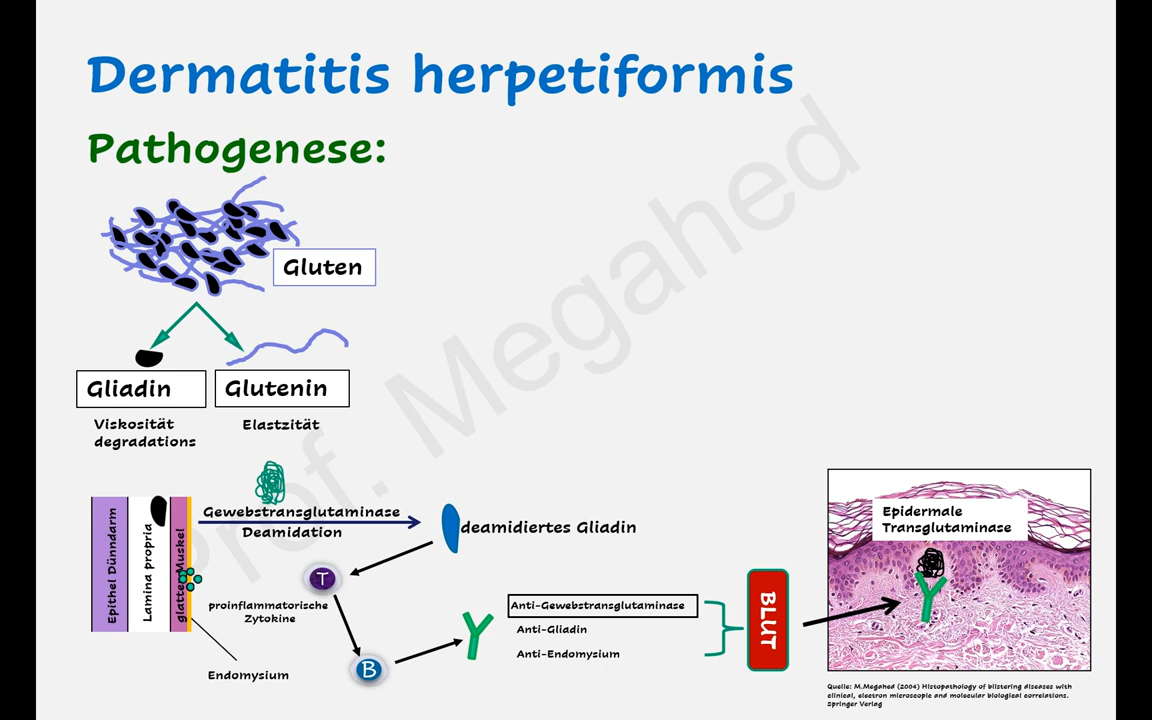 Dermatitis herpetiformis
Pathogenese:
Gluten
Gliadin
Glutenin
Viskosität
degradations
Elastzität
Prof. Megahed
Epithel Dünndarm
Lamina propria
glatter Muskel
Gewebstransglutaminase
Deamidation
deamidiertes Gliadin
T
proinflammatorische
Zytokine
B
Endomysium
Anti-Gewebstransglutaminase
Anti-Gliadin
Anti-Endomysium
BLUT
Epidermale
Transglutaminase
Quelle: M.Megahed (2004) Histopathology of blistering diseases with
clinical, electron microscopic and molecular biological correlations.
Springer Verlag